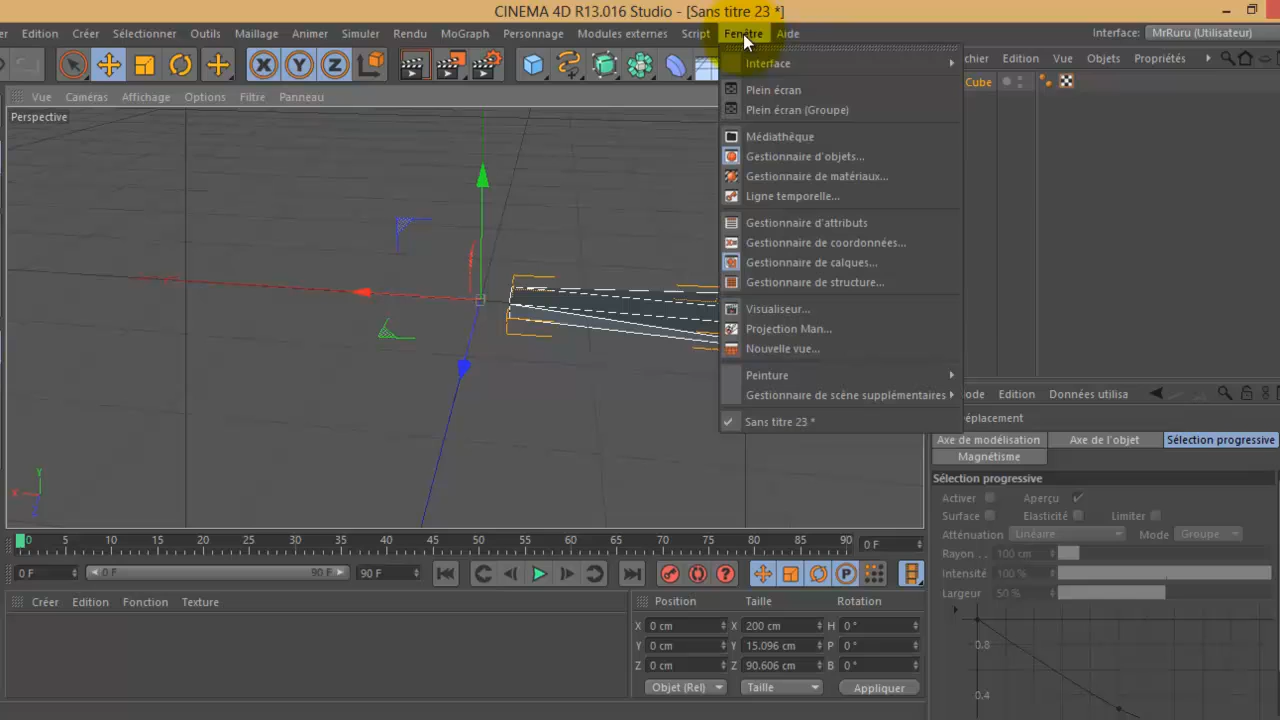 CINEMA 4D R13.016 Studio - [Sans titre 23 *]
er Edition Créer Sélectionner Outils Maillage Animer Simuler Rendu MoGraph Personnage Modules externes Script Fenêtre Aide Interface: MrRuru (Utilisateur)
Vue Caméras Affichage Options Filtre Panneau
Perspective
Interface
Plein écran
Plein écran (Groupe)
Médiathèque
Gestionnaire d'objets...
Gestionnaire de matériaux...
Ligne temporelle...
Gestionnaire d'attributs
Gestionnaire de coordonnées...
Gestionnaire de calques...
Gestionnaire de structure...
Visualiseur...
Projection Man...
Nouvelle vue...
Peinture
Gestionnaire de scène supplémentaires
Sans titre 23 *
chier Edition Vue Objets Propriétés
Cube
ode Edition Données utilisa
éplacement
Axe de modélisation Axe de l'objet Sélection progressive
Magnétisme
Sélection progressive
Activer Aperçu
Surface Elasticité Limiter
Atténuation Linéaire Mode Groupe
Rayon . . 100 cm
Intensité 100 %
Largeur 50 %
0.8
0.4
Y
X
Z
0 5 10 15 20 25 30 35 40 45 50 55 60 65 70 75 80 85 90 0 F
0 F 0 F 90 F 90 F
Créer Edition Fonction Texture
Position Taille Rotation
X 0 cm X 200 cm H 0 °
Y 0 cm Y 15.096 cm P 0 °
Z 0 cm Z 90.606 cm B 0 °
Objet (Rel) Taille Appliquer